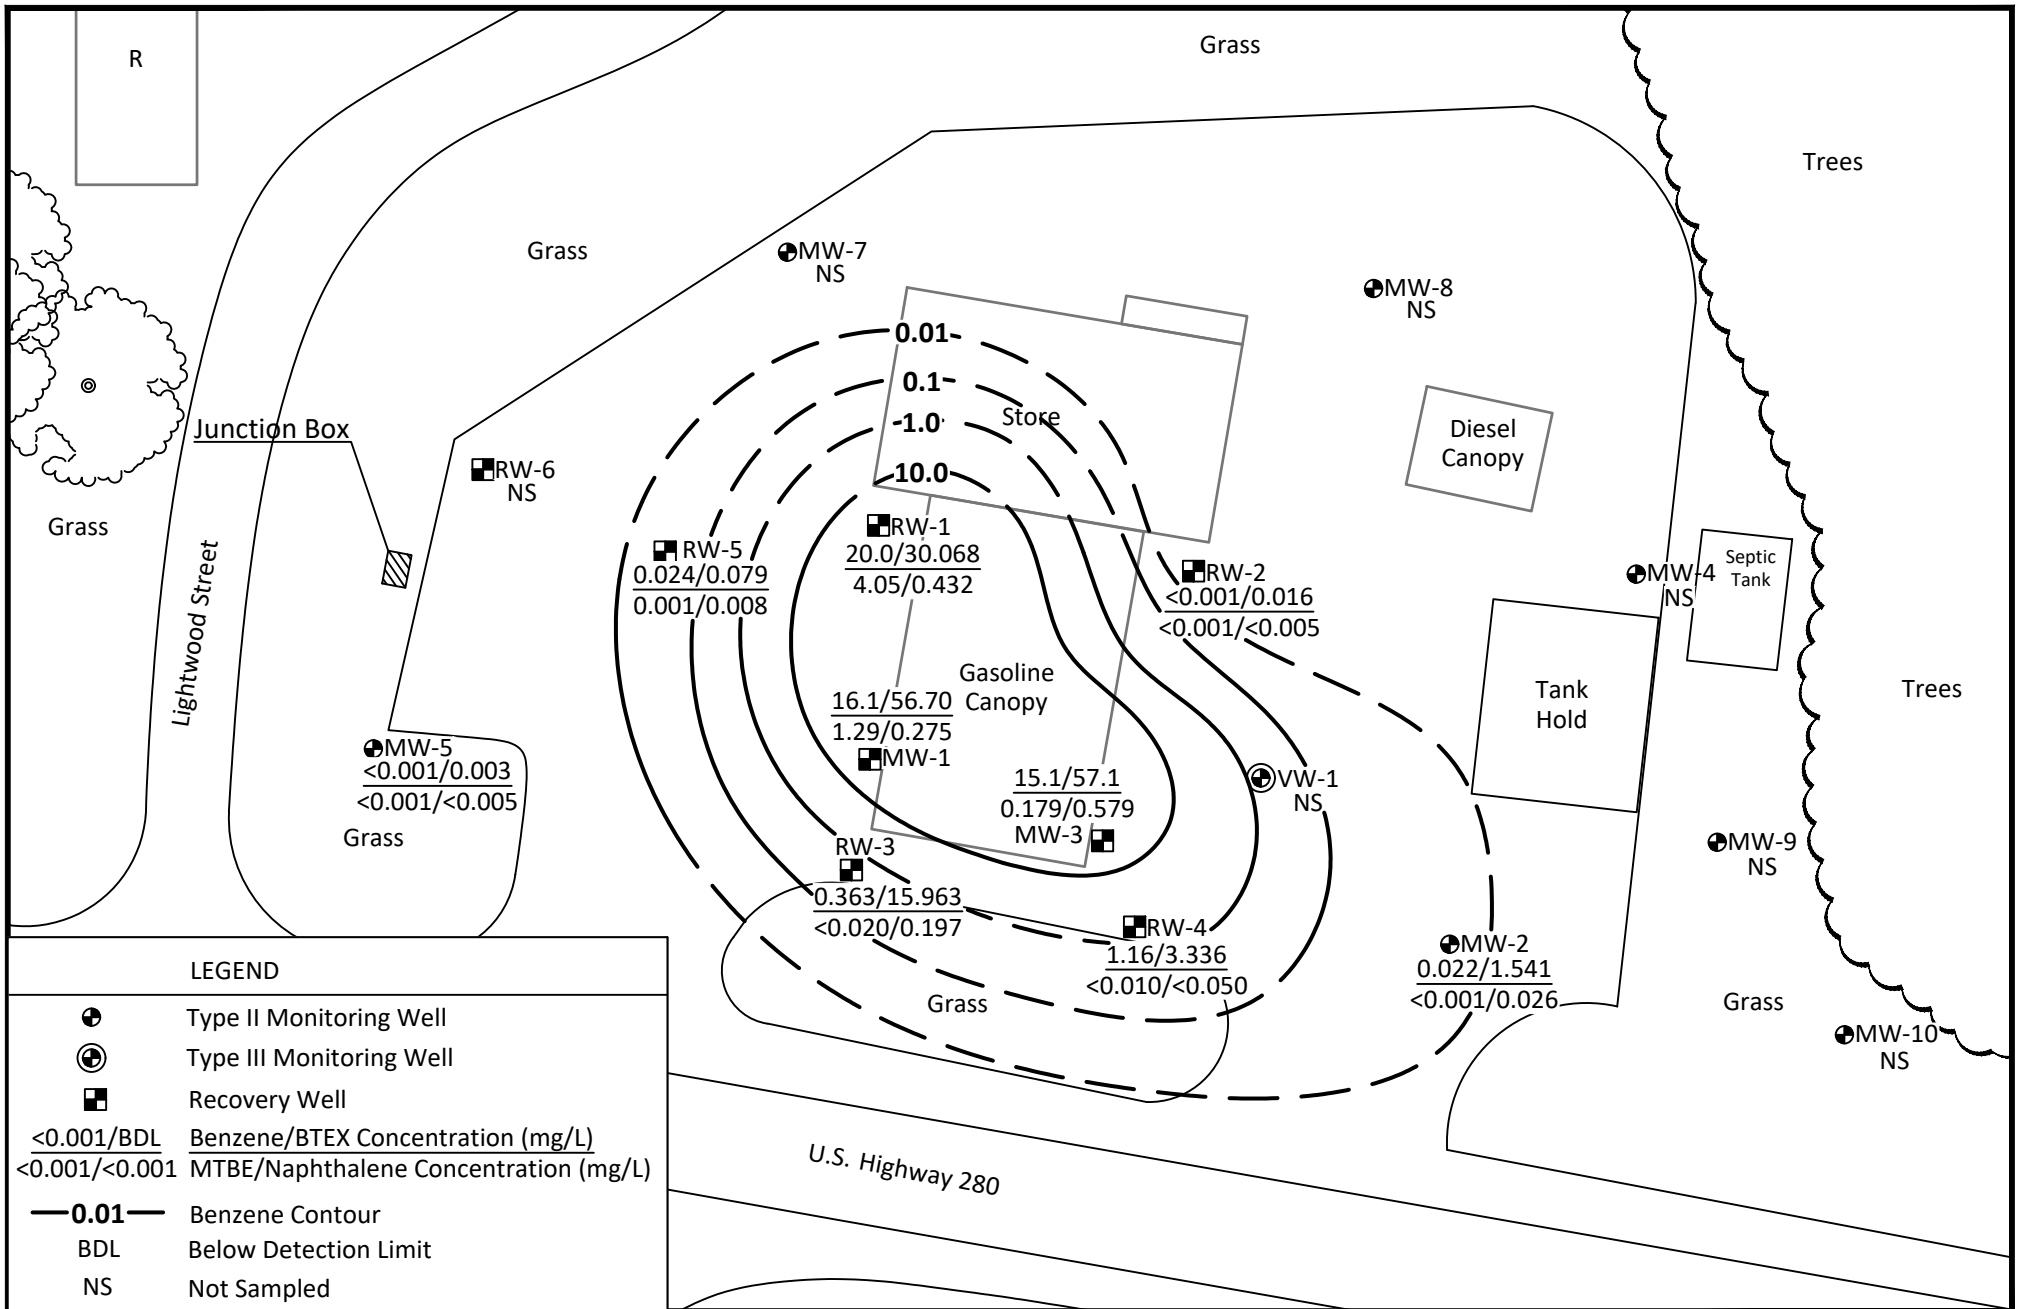 R
Grass
Trees
Grass
MW-7
NS
MW-8
NS
0.01
0.1
1.0
10.0
Store
Diesel
Canopy
Junction Box
RW-6
NS
Grass
RW-1
20.0/30.068
4.05/0.432
RW-5
0.024/0.079
0.001/0.008
RW-2
<0.001/0.016
<0.001/<0.005
MW-4
NS
Septic
Tank
Lightwood Street
Gasoline
Canopy
16.1/56.70
1.29/0.275
MW-1
Tank
Hold
Trees
MW-5
<0.001/0.003
<0.001/<0.005
Grass
15.1/57.1
0.179/0.579
MW-3
VW-1
NS
RW-3
0.363/15.963
<0.020/0.197
MW-9
NS
RW-4
1.16/3.336
<0.010/<0.050
MW-2
0.022/1.541
<0.001/0.026
Grass
Grass
MW-10
NS
U.S. Highway 280
LEGEND
Type II Monitoring Well
Type III Monitoring Well
Recovery Well
<0.001/BDL Benzene/BTEX Concentration (mg/L)
<0.001/<0.001 MTBE/Naphthalene Concentration (mg/L)
0.01 Benzene Contour
BDL Below Detection Limit
NS Not Sampled